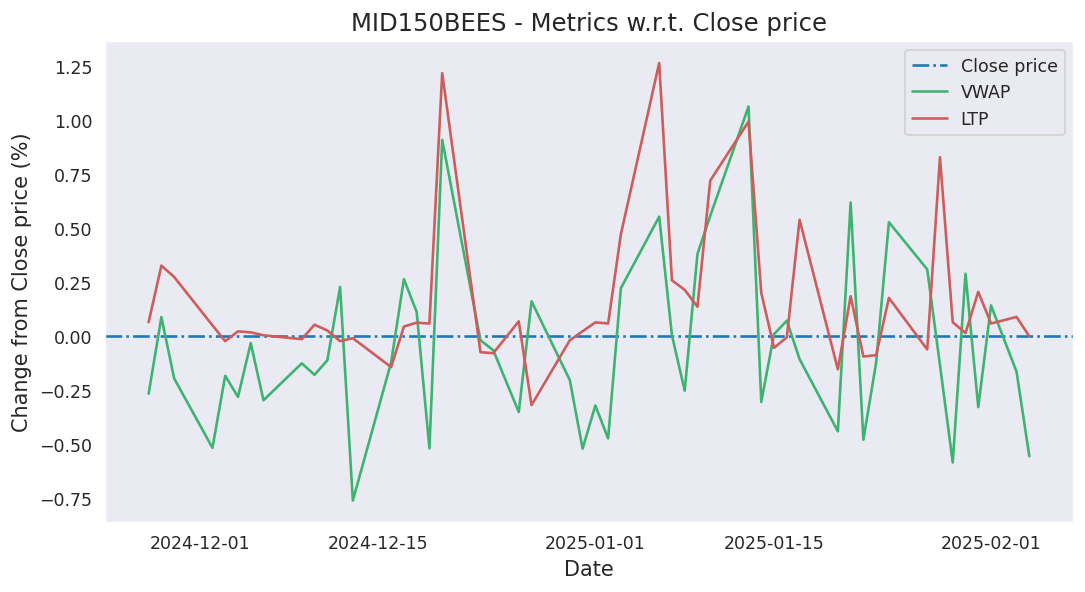 MID150BEES - Metrics w.r.t. Close price
Change from Close price (%)
1.25
1.00
0.75
0.50
0.25
0.00
−0.25
−0.50
−0.75
Close price
VWAP
LTP
2024-12-01
2024-12-15
2025-01-01
2025-01-15
2025-02-01
Date